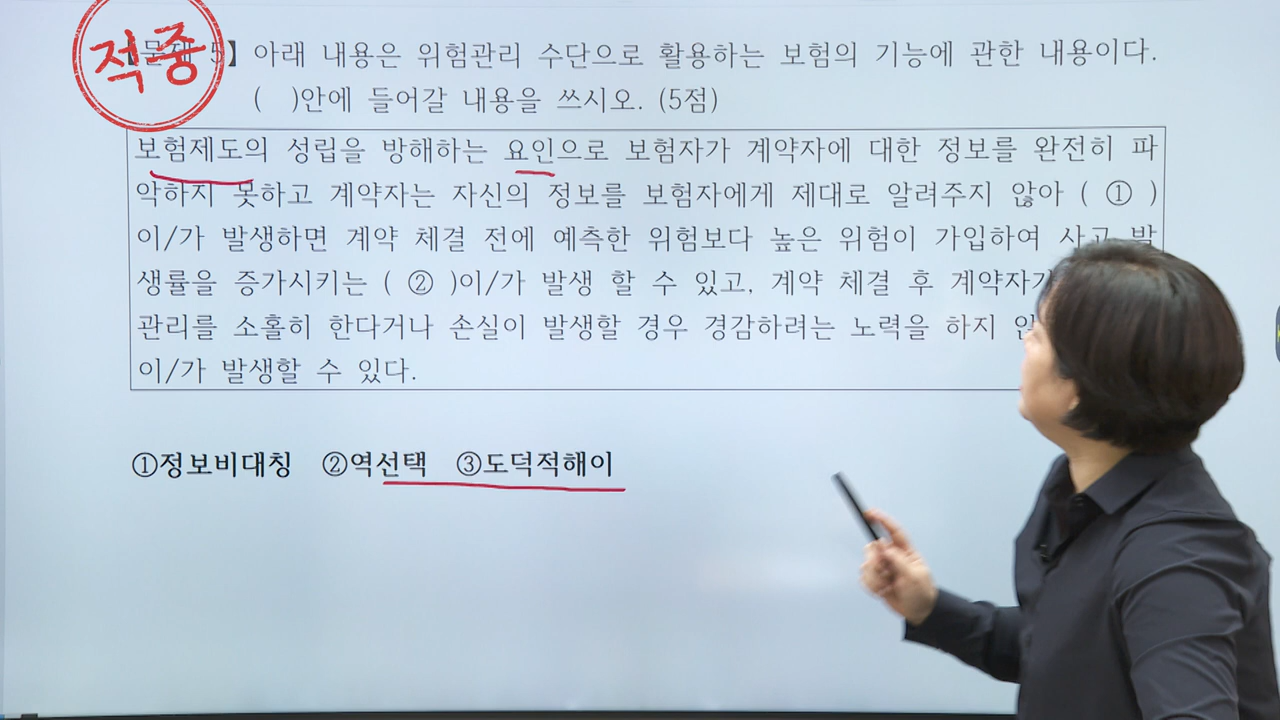 적중
【문제 5】 아래 내용은 위험관리 수단으로 활용하는 보험의 기능에 관한 내용이다.
( )안에 들어갈 내용을 쓰시오. (5점)
보험제도의 성립을 방해하는 요인으로 보험자가 계약자에 대한 정보를 완전히 파
악하지 못하고 계약자는 자신의 정보를 보험자에게 제대로 알려주지 않아 ( ① )
이/가 발생하면 계약 체결 전에 예측한 위험보다 높은 위험이 가입하여 사고 발
생률을 증가시키는 ( ② )이/가 발생 할 수 있고, 계약 체결 후 계약자가
관리를 소홀히 한다거나 손실이 발생할 경우 경감하려는 노력을 하지
이/가 발생할 수 있다.
①정보비대칭 ②역선택 ③도덕적해이